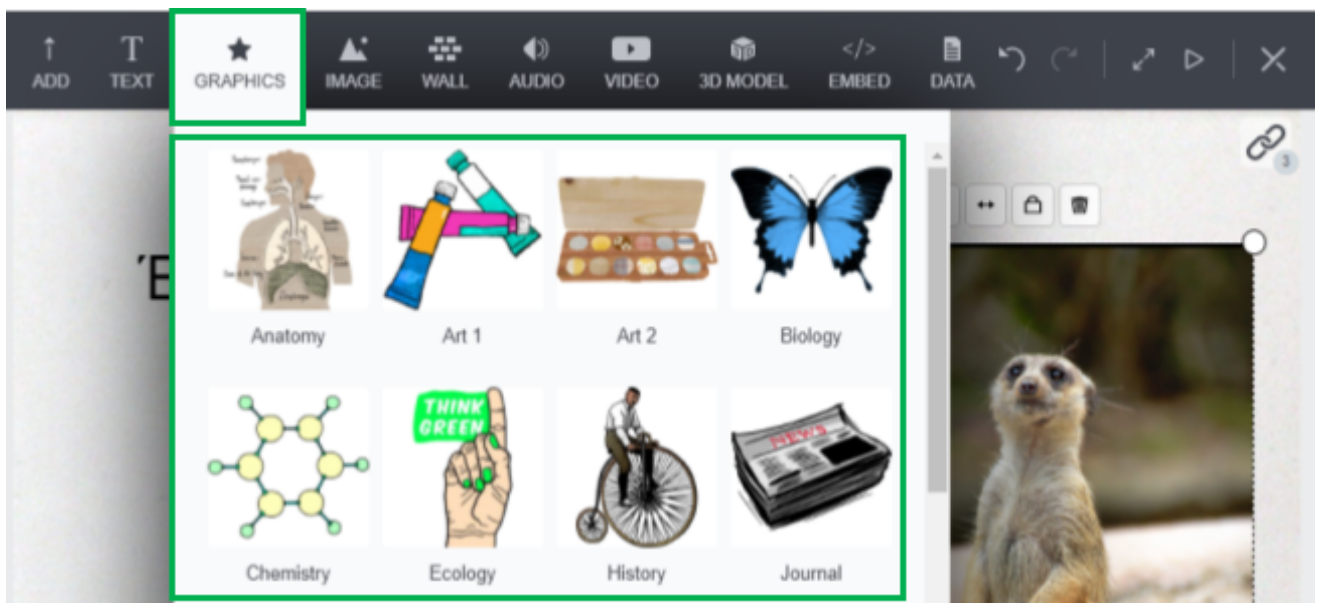 ADD TEXT GRAPHICS IMAGE WALL AUDIO VIDEO 3D MODEL EMBED DATA
3
Έ
Anatomy Art 1 Art 2 Biology
THINK
GREEN
NEWS
Chemistry Ecology History Journal